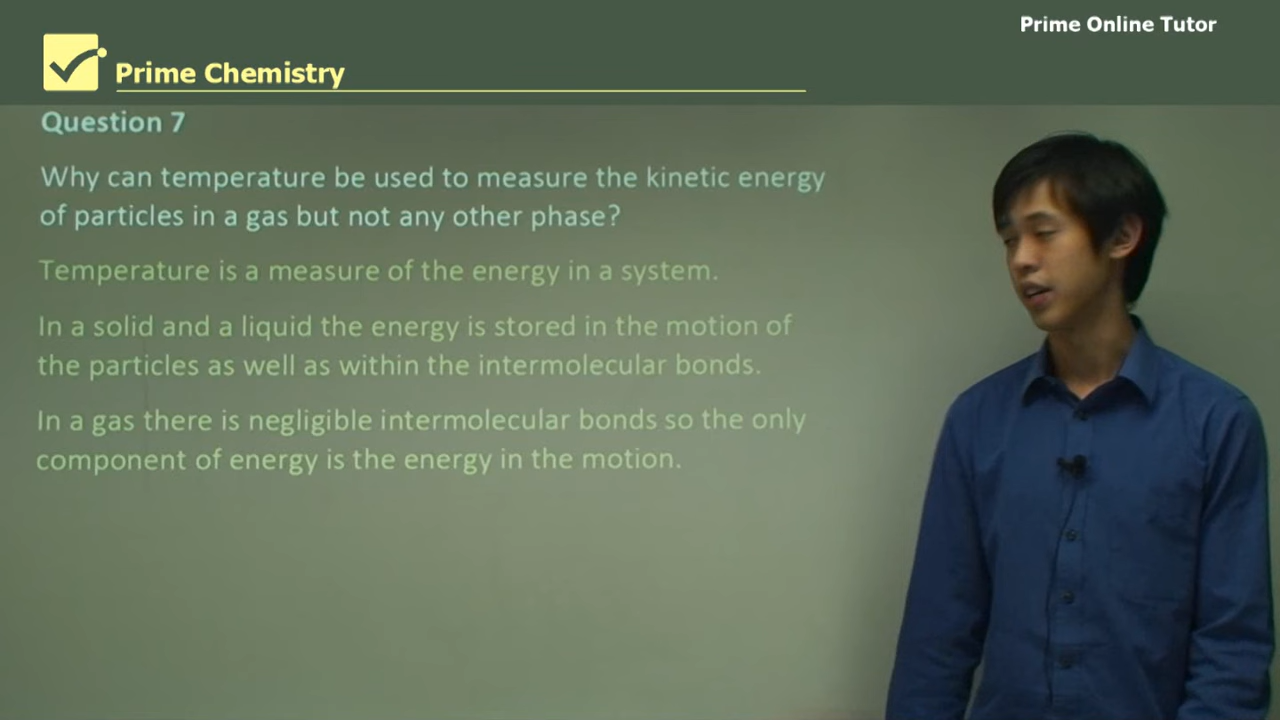 Prime Online Tutor
Prime Chemistry
Question 7
Why can temperature be used to measure the kinetic energy
of particles in a gas but not any other phase?
Temperature is a measure of the energy in a system.
In a solid and a liquid the energy is stored in the motion of
the particles as well as within the intermolecular bonds.
In a gas there is negligible intermolecular bonds so the only
component of energy is the energy in the motion.